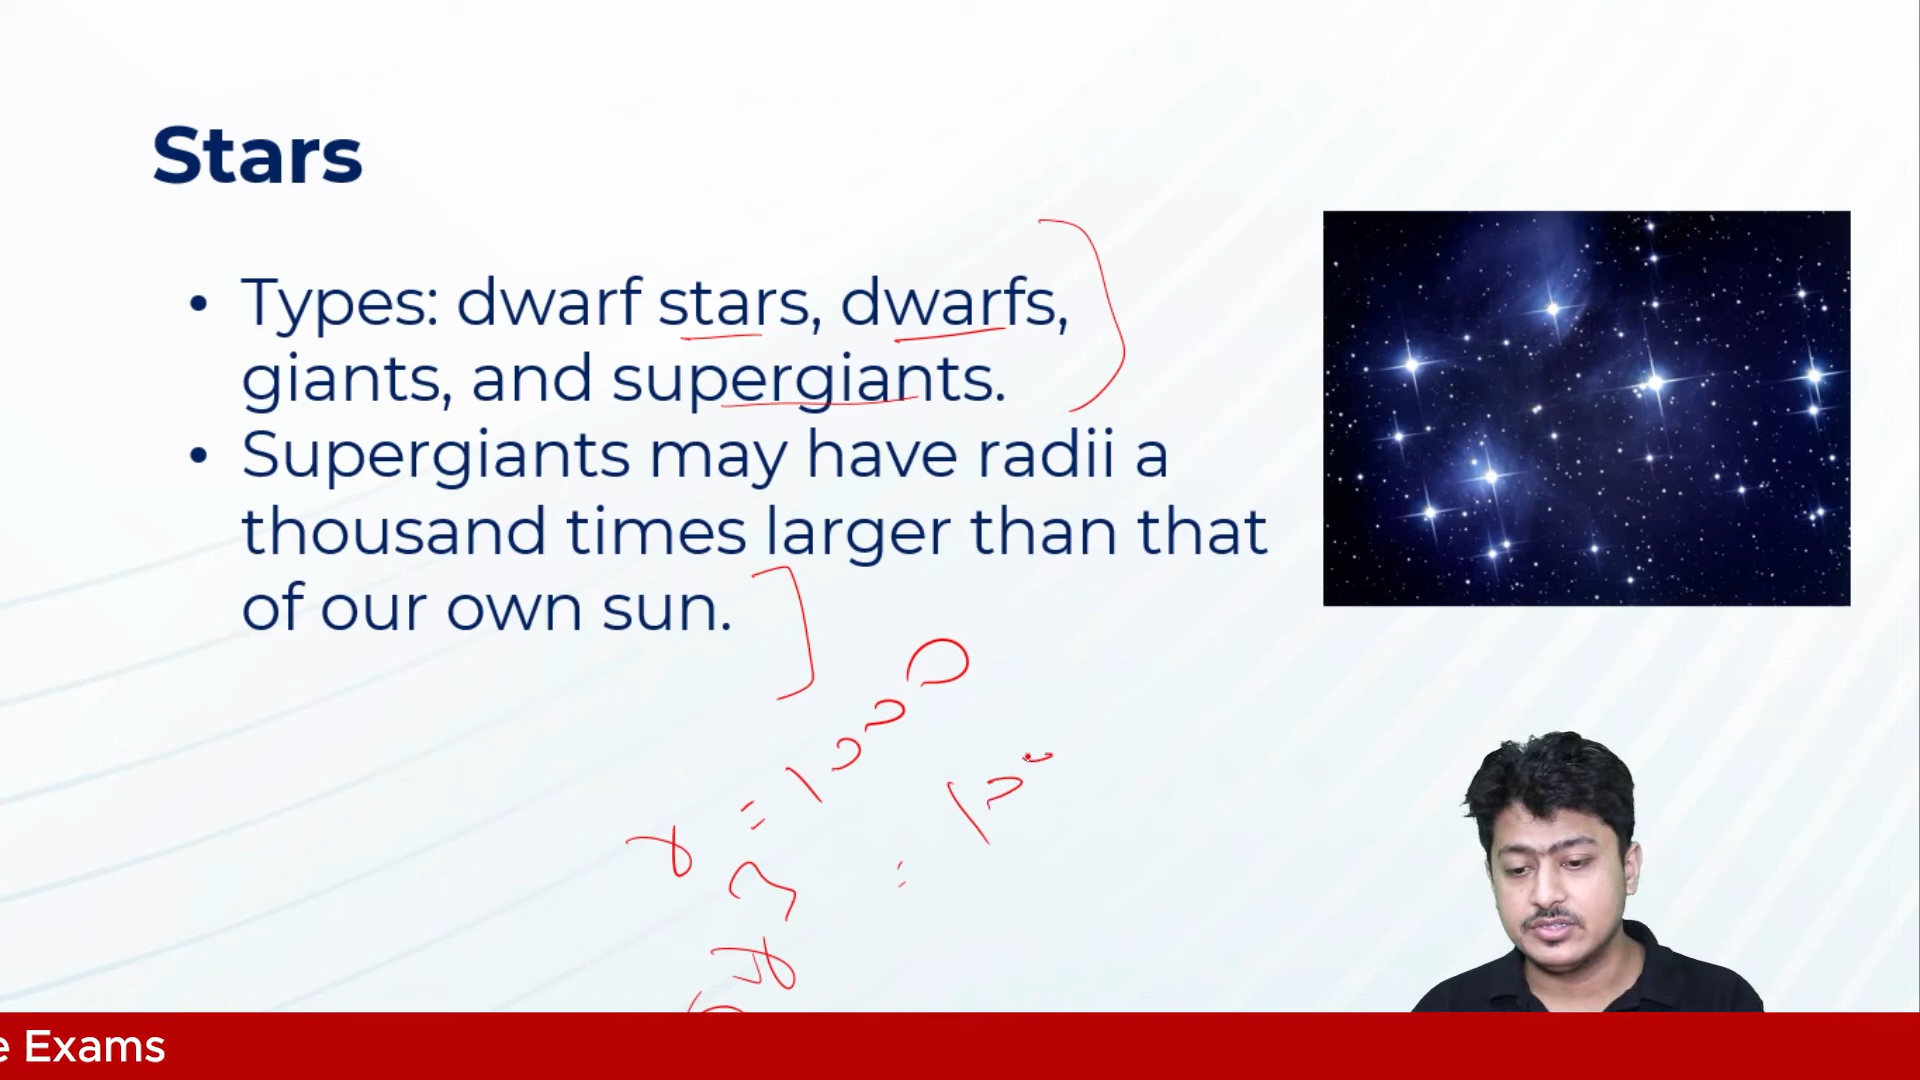 Stars
• Types: dwarf stars, dwarfs,
giants, and supergiants.
• Supergiants may have radii a
thousand times larger than that
of our own sun.
= 1000
e Exams